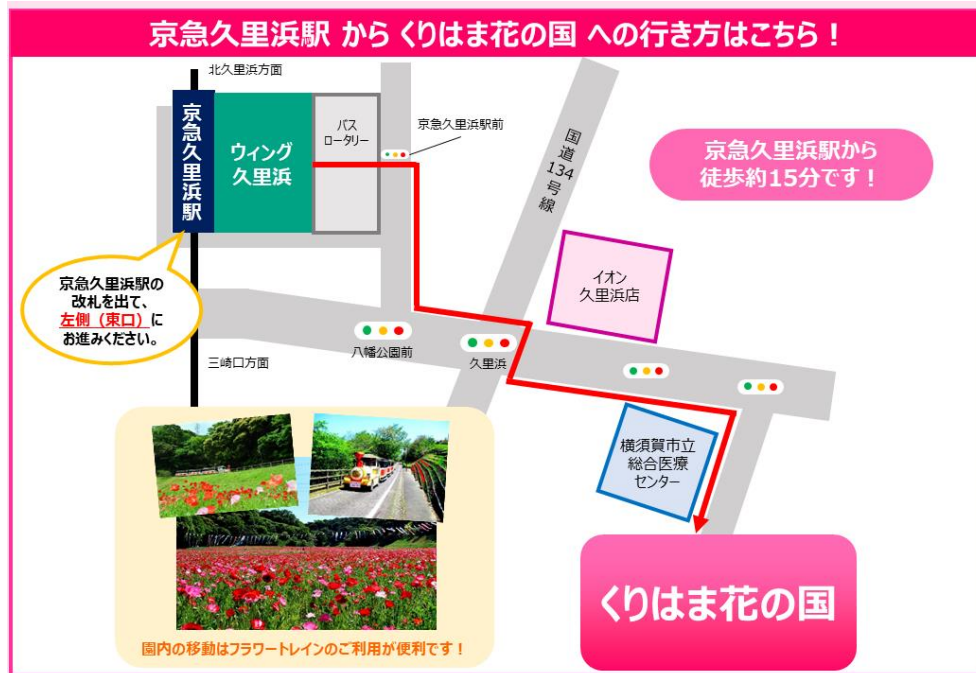 京急久里浜駅 から くりはま花の国 への行き方はこちら！
北久里浜方面
京急久里浜駅
ウィング
久里浜
バス
ロータリー
京急久里浜駅前
国道134号線
京急久里浜駅から
徒歩約15分です！
イオン
久里浜店
京急久里浜駅の
改札を出て、
左側（東口）に
お進みください。
八幡公園前
久里浜
三崎口方面
横須賀市立
総合医療
センター
くりはま花の国
園内の移動はフラワートレインのご利用が便利です！